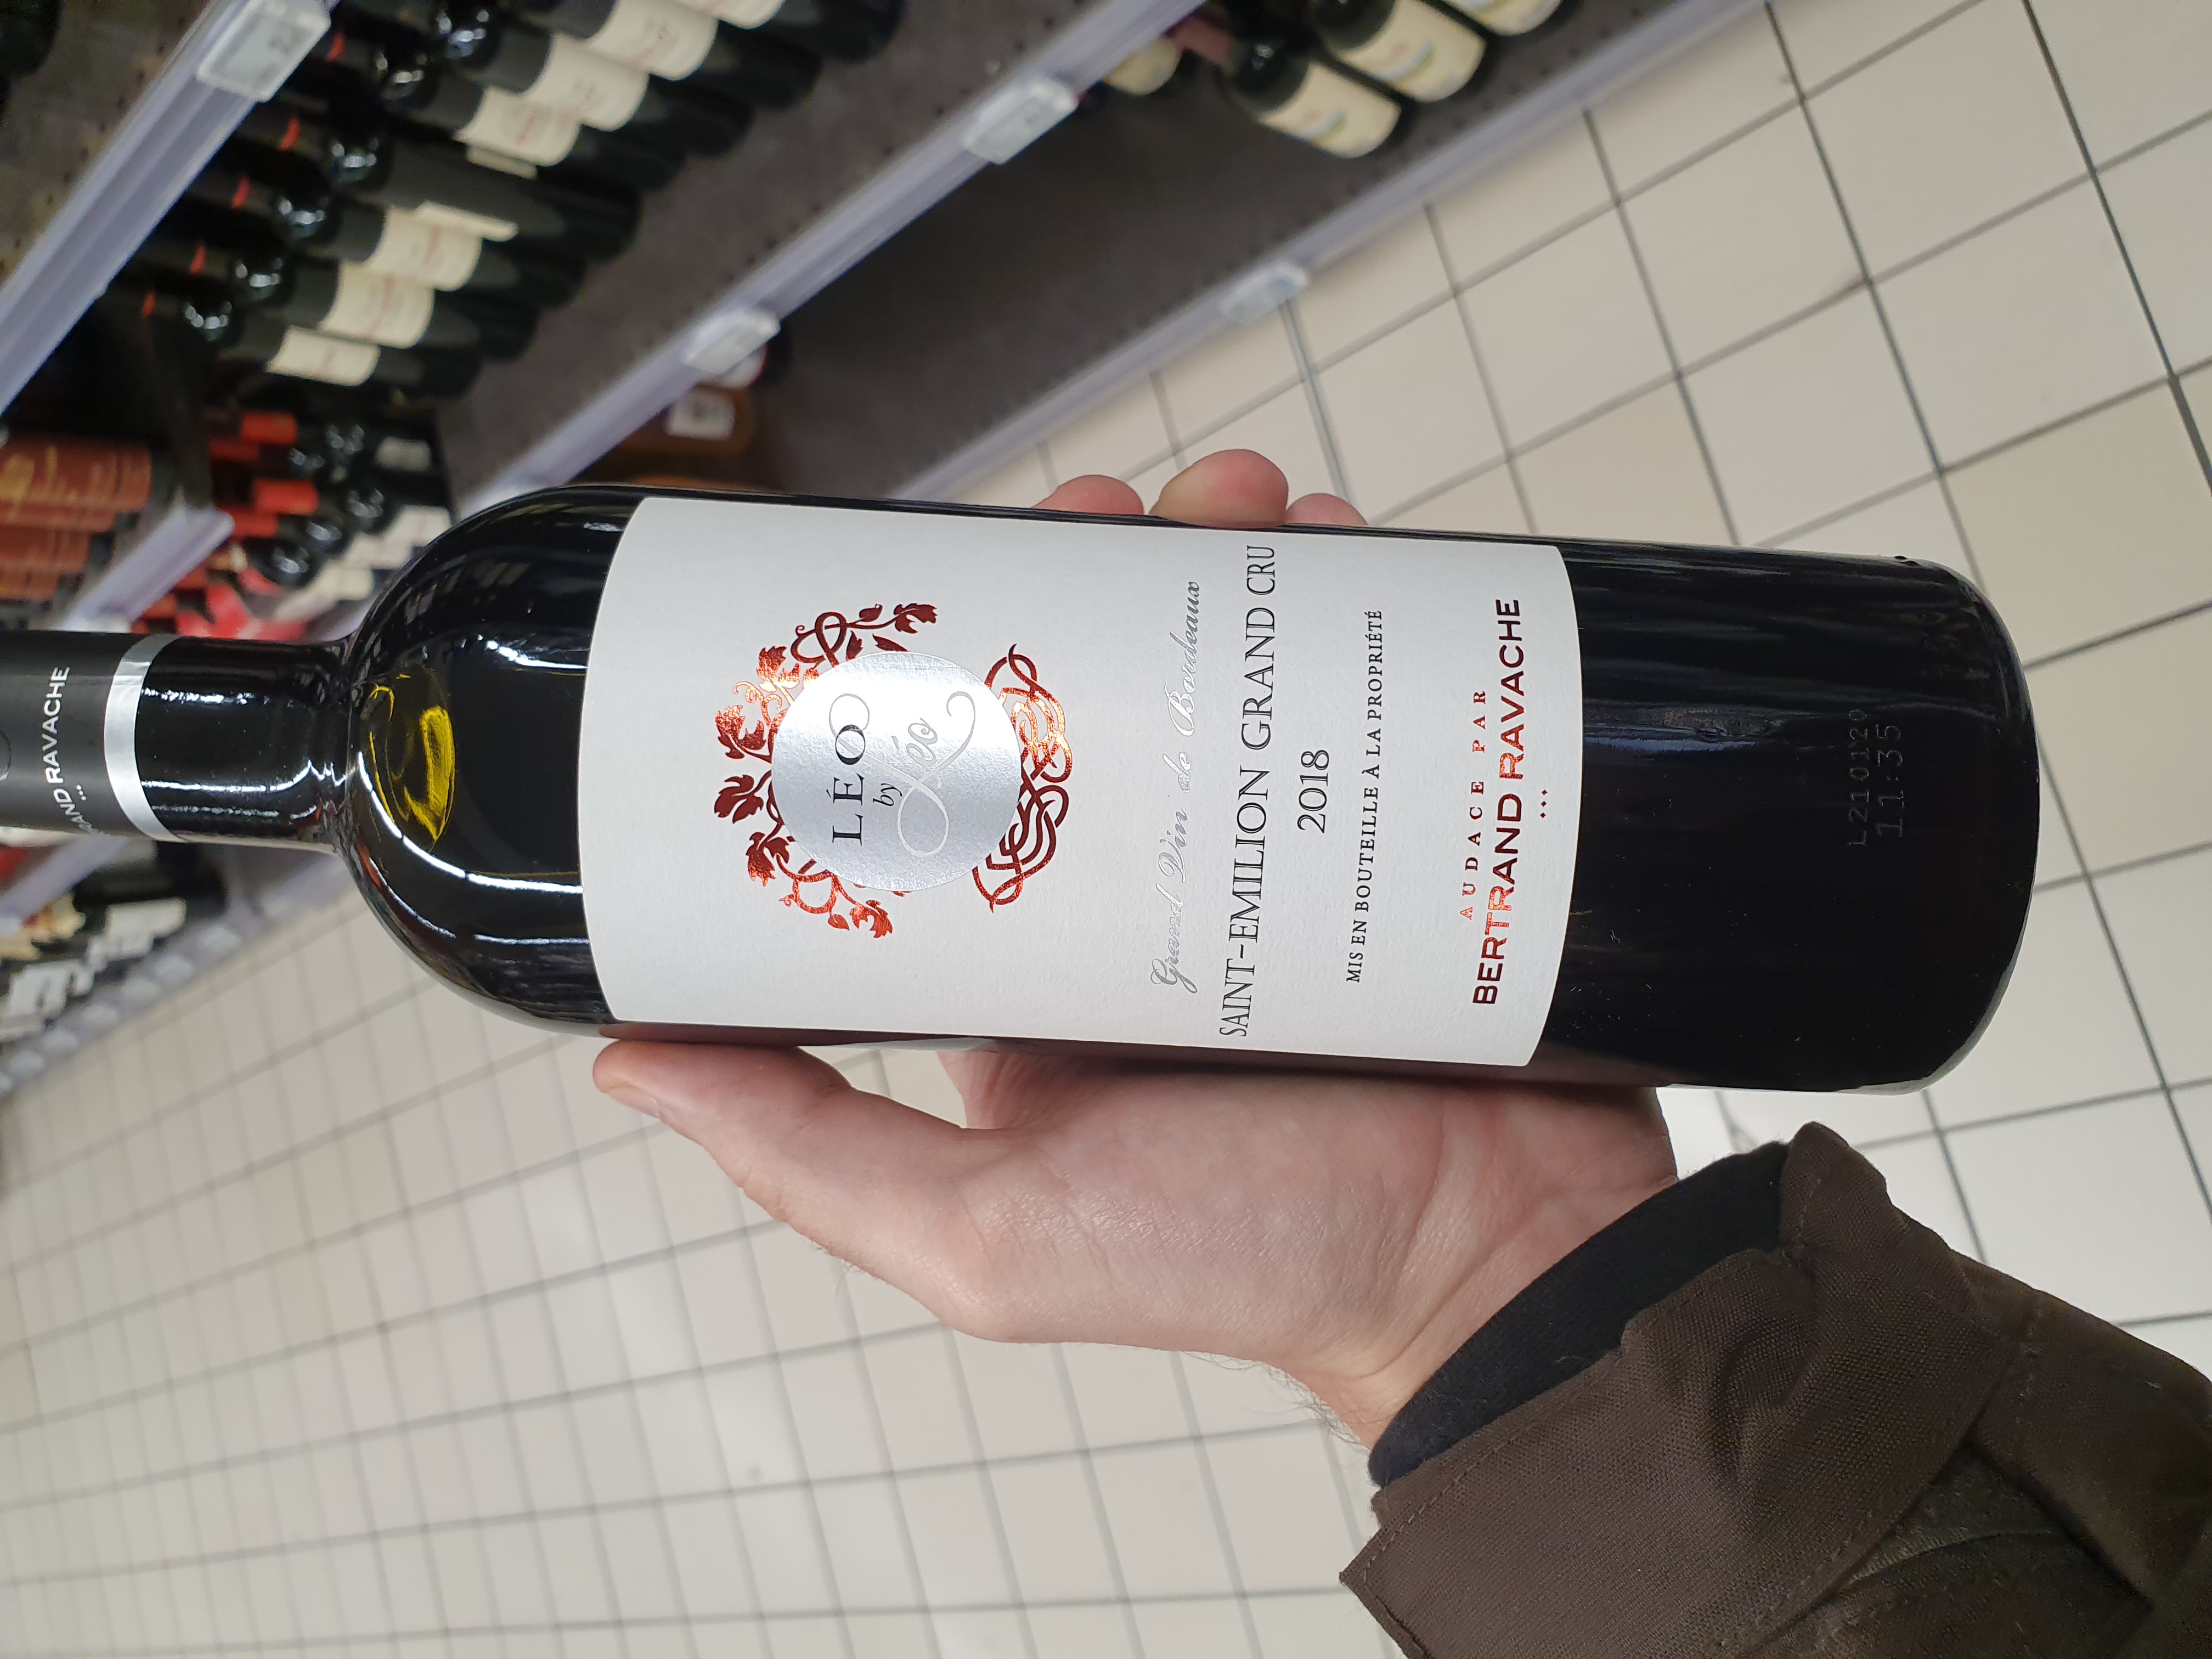 RAND RAVACHE
LÉO
by
Léo
Grand Vin de Bordeaux
SAINT-EMILION GRAND CRU
2018
MIS EN BOUTEILLE À LA PROPRIÉTÉ
AUDACE PAR
BERTRAND RAVACHE
L210120
11:35